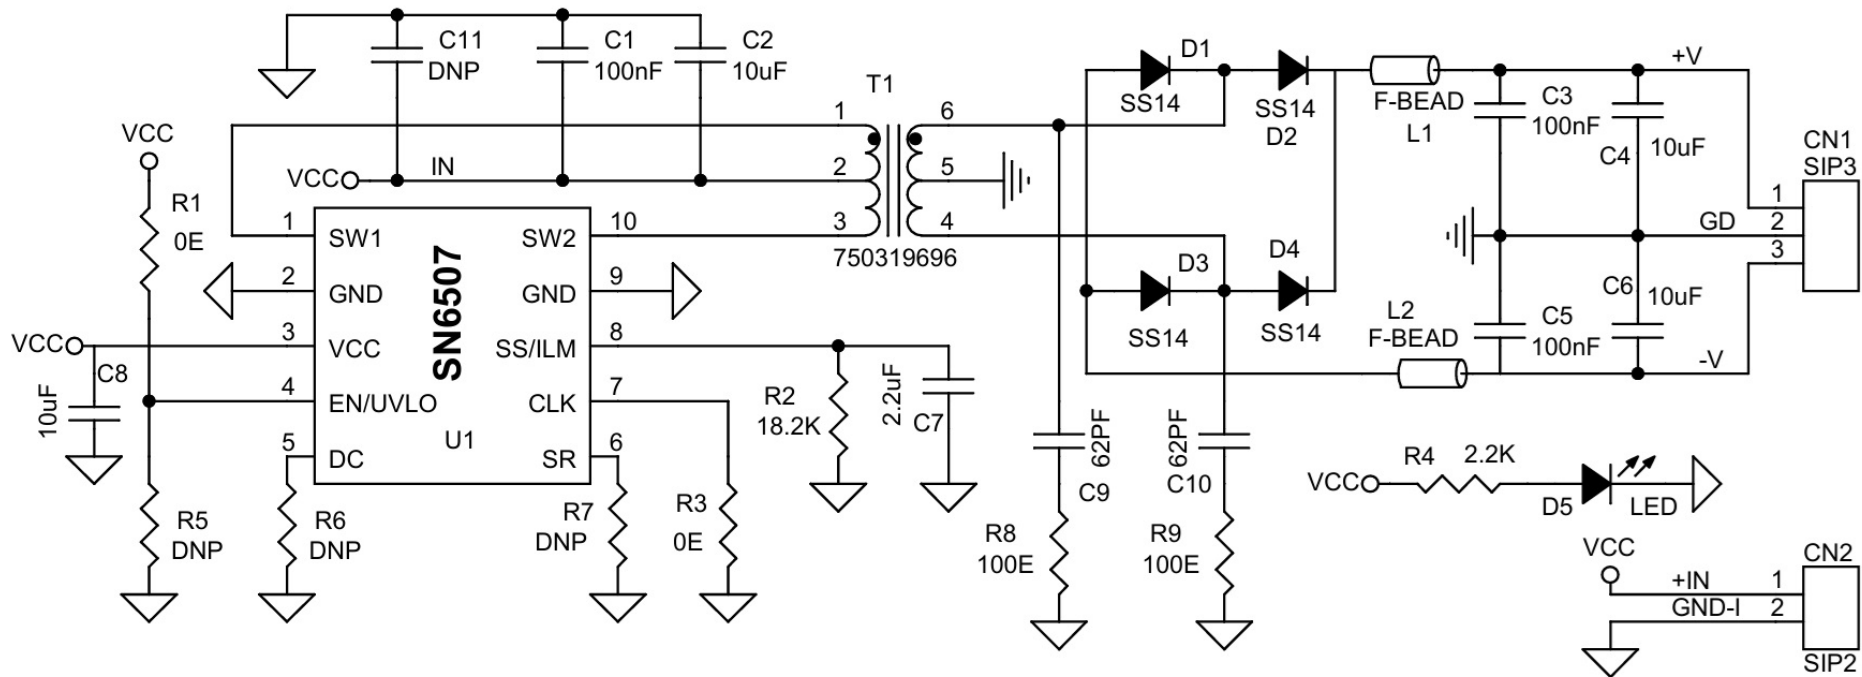 C11
DNP
C1
100nF
C2
10uF
T1
D1
SS14
SS14
D2
F-BEAD
L1
+V
C3
100nF
C4
10uF
CN1
SIP3
VCC
1
6
VCC
IN
2
5
R1
0E
1
SW1
SN6507
SW2
10
3
4
750319696
GD
1
2
3
2
GND
GND
9
D3
SS14
D4
SS14
C6
10uF
L2
F-BEAD
C5
100nF
-V
VCC
3
VCC
SS/ILM
8
C8
10uF
4
EN/UVLO
CLK
7
U1
R2
18.2K
2.2uF
C7
5
DC
SR
6
62PF
C9
62PF
C10
R4
2.2K
VCC
D5
LED
R5
DNP
R6
DNP
R7
DNP
R3
0E
R8
100E
R9
100E
VCC
CN2
+IN
1
GND-I
2
SIP2